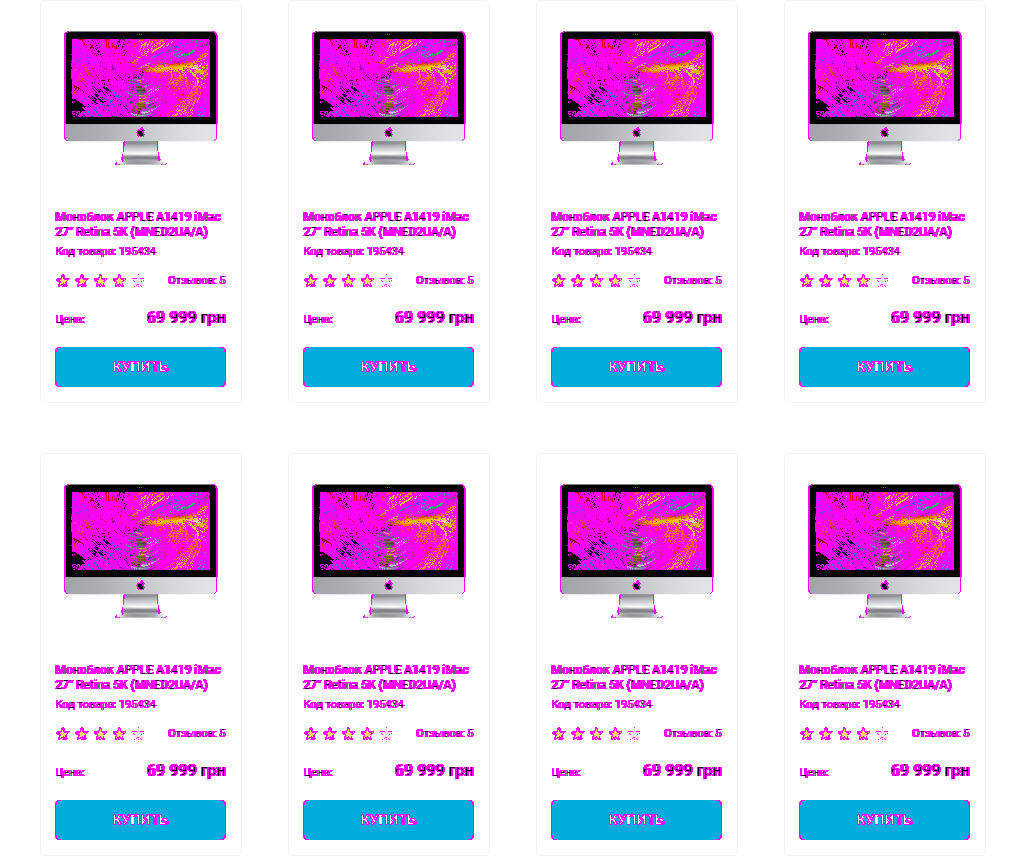 Моноблок APPLE A1419 iMac
27" Retina 5K (MNED2UA/A)
Код товара: 195434
Отзывов: 5
Цена:
69 999 грн
КУПИТЬ
Моноблок APPLE A1419 iMac
27" Retina 5K (MNED2UA/A)
Код товара: 195434
Отзывов: 5
Цена:
69 999 грн
КУПИТЬ
Моноблок APPLE A1419 iMac
27" Retina 5K (MNED2UA/A)
Код товара: 195434
Отзывов: 5
Цена:
69 999 грн
КУПИТЬ
Моноблок APPLE A1419 iMac
27" Retina 5K (MNED2UA/A)
Код товара: 195434
Отзывов: 5
Цена:
69 999 грн
КУПИТЬ
Моноблок APPLE A1419 iMac
27" Retina 5K (MNED2UA/A)
Код товара: 195434
Отзывов: 5
Цена:
69 999 грн
КУПИТЬ
Моноблок APPLE A1419 iMac
27" Retina 5K (MNED2UA/A)
Код товара: 195434
Отзывов: 5
Цена:
69 999 грн
КУПИТЬ
Моноблок APPLE A1419 iMac
27" Retina 5K (MNED2UA/A)
Код товара: 195434
Отзывов: 5
Цена:
69 999 грн
КУПИТЬ
Моноблок APPLE A1419 iMac
27" Retina 5K (MNED2UA/A)
Код товара: 195434
Отзывов: 5
Цена:
69 999 грн
КУПИТЬ